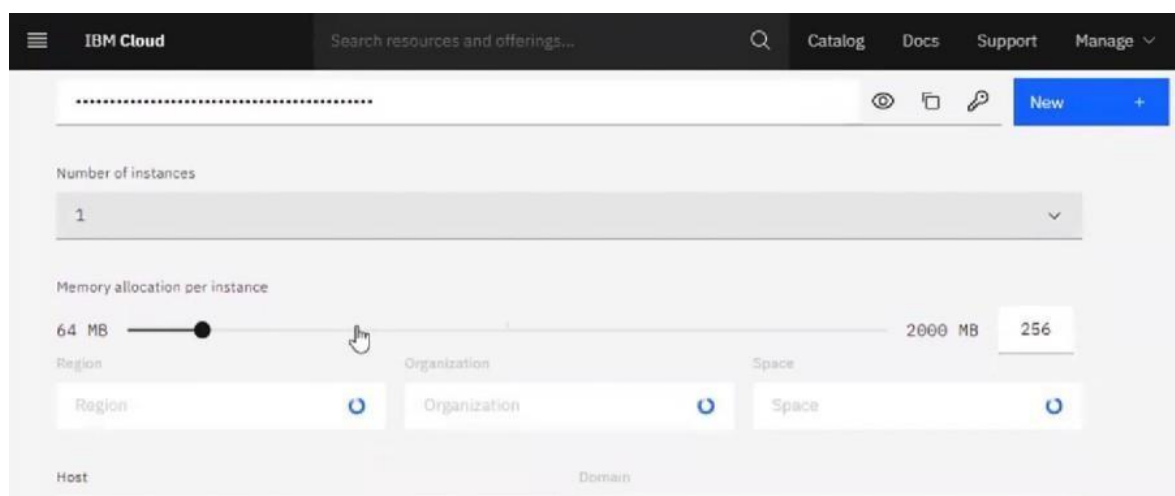 IBM Cloud Search resources and offerings... Catalog Docs Support Manage
•••••••••••••••••••••••••••••••••••••••••••• New +
Number of instances
1
Memory allocation per instance
64 MB 2000 MB 256
Region Organization Space
Region Organization Space
Host Domain